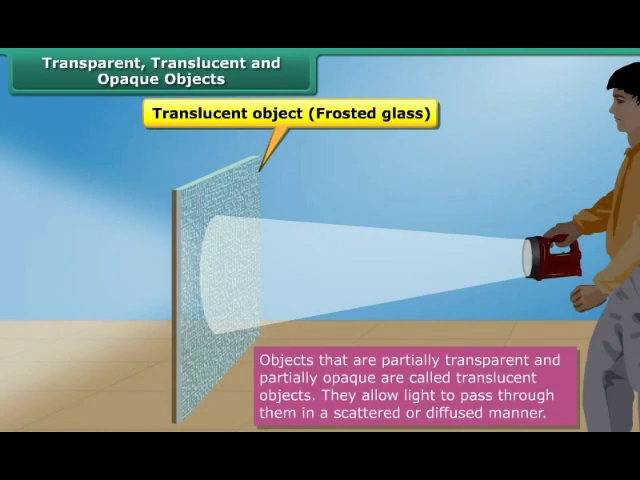 Transparent, Translucent and
Opaque Objects
Translucent object (Frosted glass)
Objects that are partially transparent and
partially opaque are called translucent
objects. They allow light to pass through
them in a scattered or diffused manner.